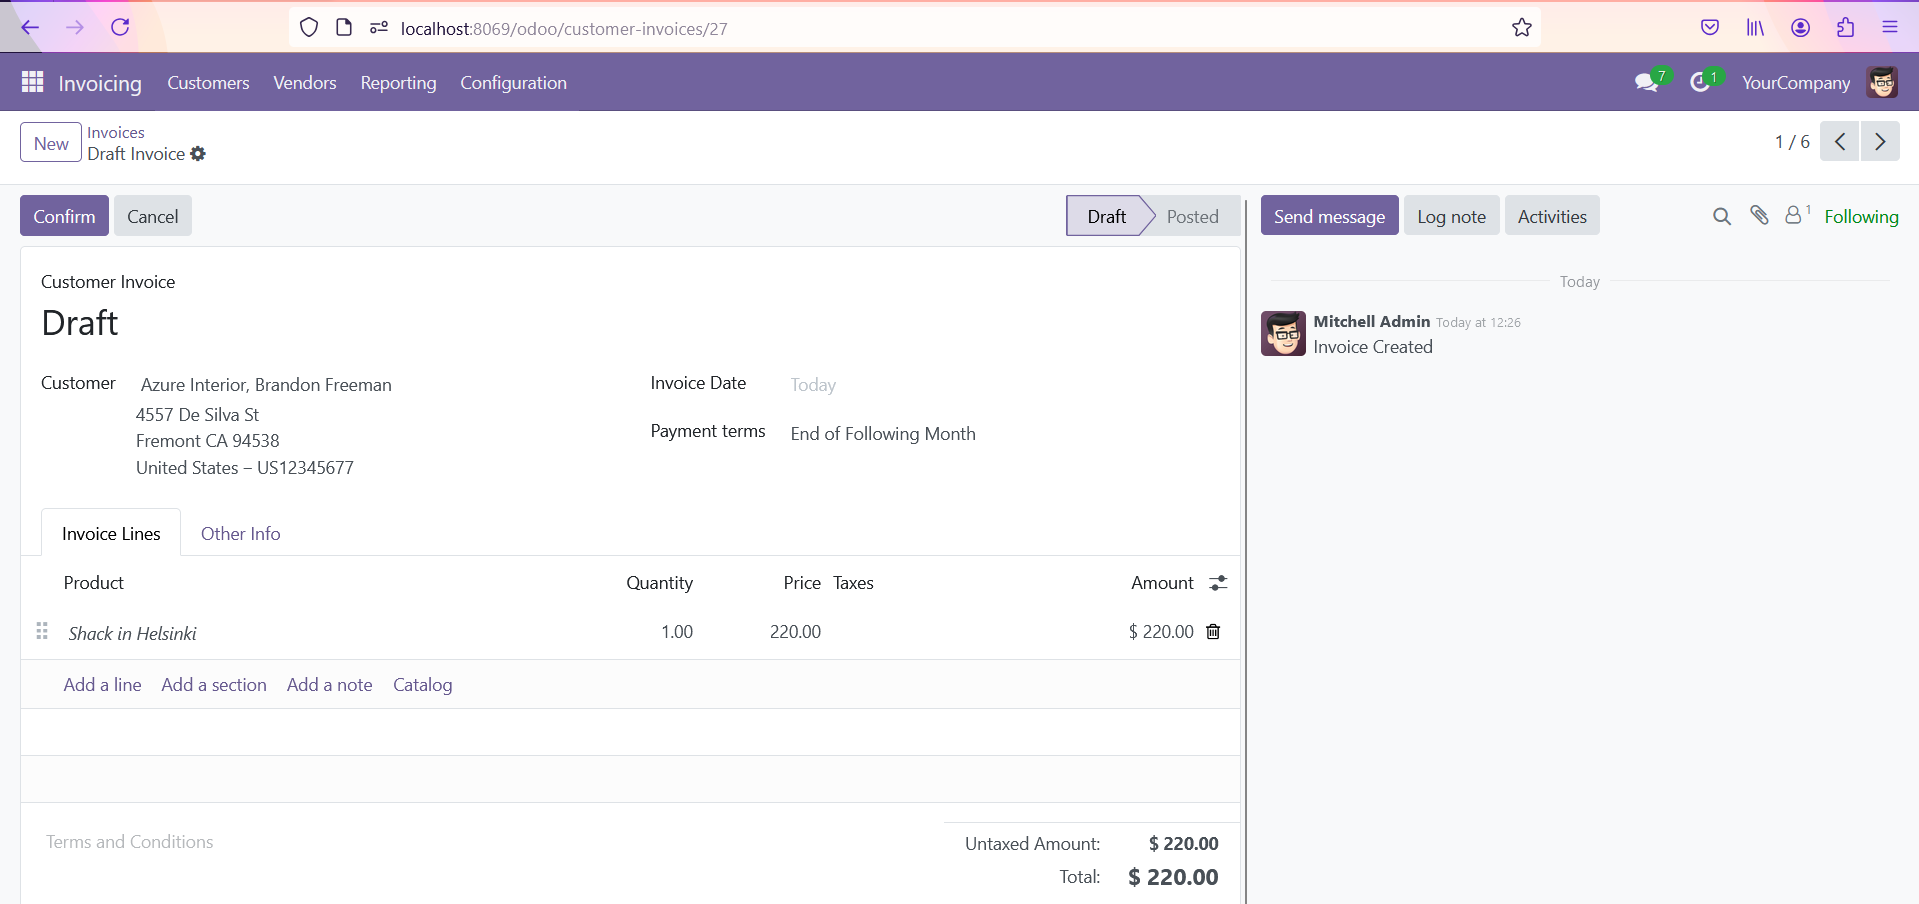 localhost:8069/odoo/customer-invoices/27
Invoicing Customers Vendors Reporting Configuration 7 1 YourCompany
New Invoices
Draft Invoice
1 / 6
Confirm Cancel Draft Posted Send message Log note Activities 1 Following
Customer Invoice
Draft
Today
Mitchell Admin Today at 12:26
Invoice Created
Customer Azure Interior, Brandon Freeman Invoice Date Today
4557 De Silva St
Fremont CA 94538
United States – US12345677
Payment terms End of Following Month
Invoice Lines Other Info
Product Quantity Price Taxes Amount
Shack in Helsinki 1.00 220.00 $ 220.00
Add a line Add a section Add a note Catalog
Terms and Conditions
Untaxed Amount: $ 220.00
Total: $ 220.00